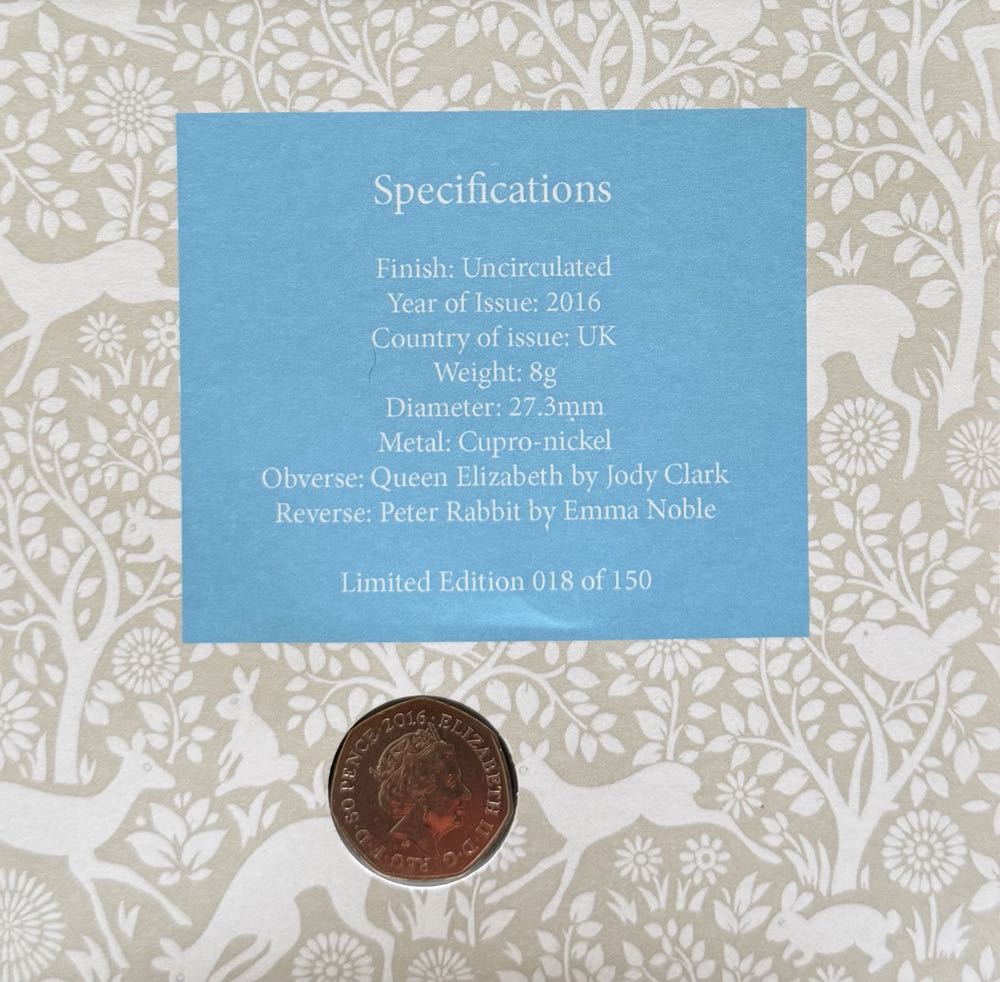 Specifications
Finish: Uncirculated
Year of Issue: 2016
Country of issue: UK
Weight: 8g
Diameter: 27.3mm
Metal: Cupro-nickel
Obverse: Queen Elizabeth by Jody Clark
Reverse: Peter Rabbit by Emma Noble
Limited Edition 018 of 150
50 PENCE·2016·ELIZABETH II·D·G·REG·F·D